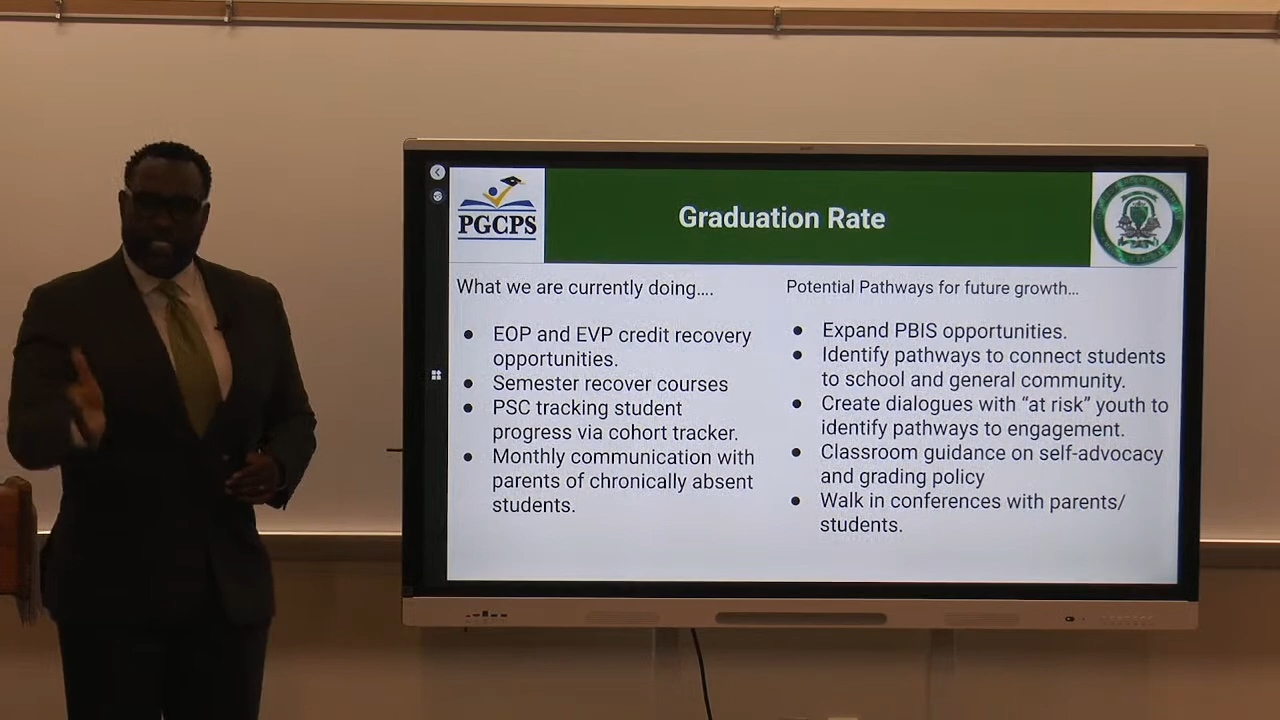 PGCPS
Graduation Rate
What we are currently doing....
● EOP and EVP credit recovery
opportunities.
● Semester recover courses
● PSC tracking student
progress via cohort tracker.
● Monthly communication with
parents of chronically absent
students.
Potential Pathways for future growth...
● Expand PBIS opportunities.
● Identify pathways to connect students
to school and general community.
● Create dialogues with “at risk” youth to
identify pathways to engagement.
● Classroom guidance on self-advocacy
and grading policy
● Walk in conferences with parents/
students.